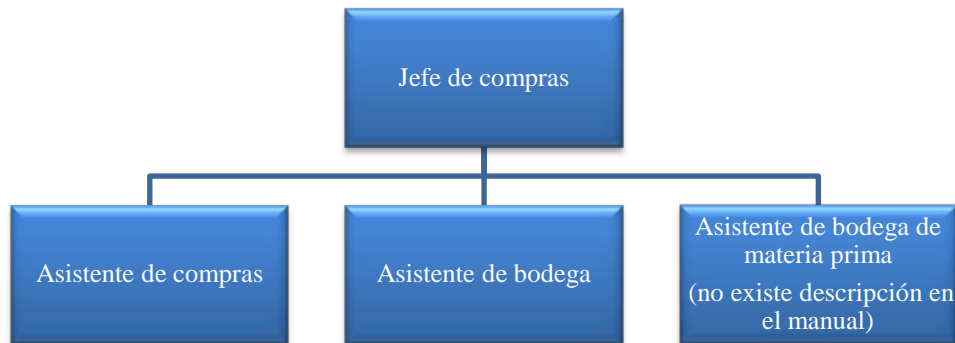 Jefe de compras
Asistente de compras
Asistente de bodega
Asistente de bodega de
materia prima
(no existe descripción en
el manual)